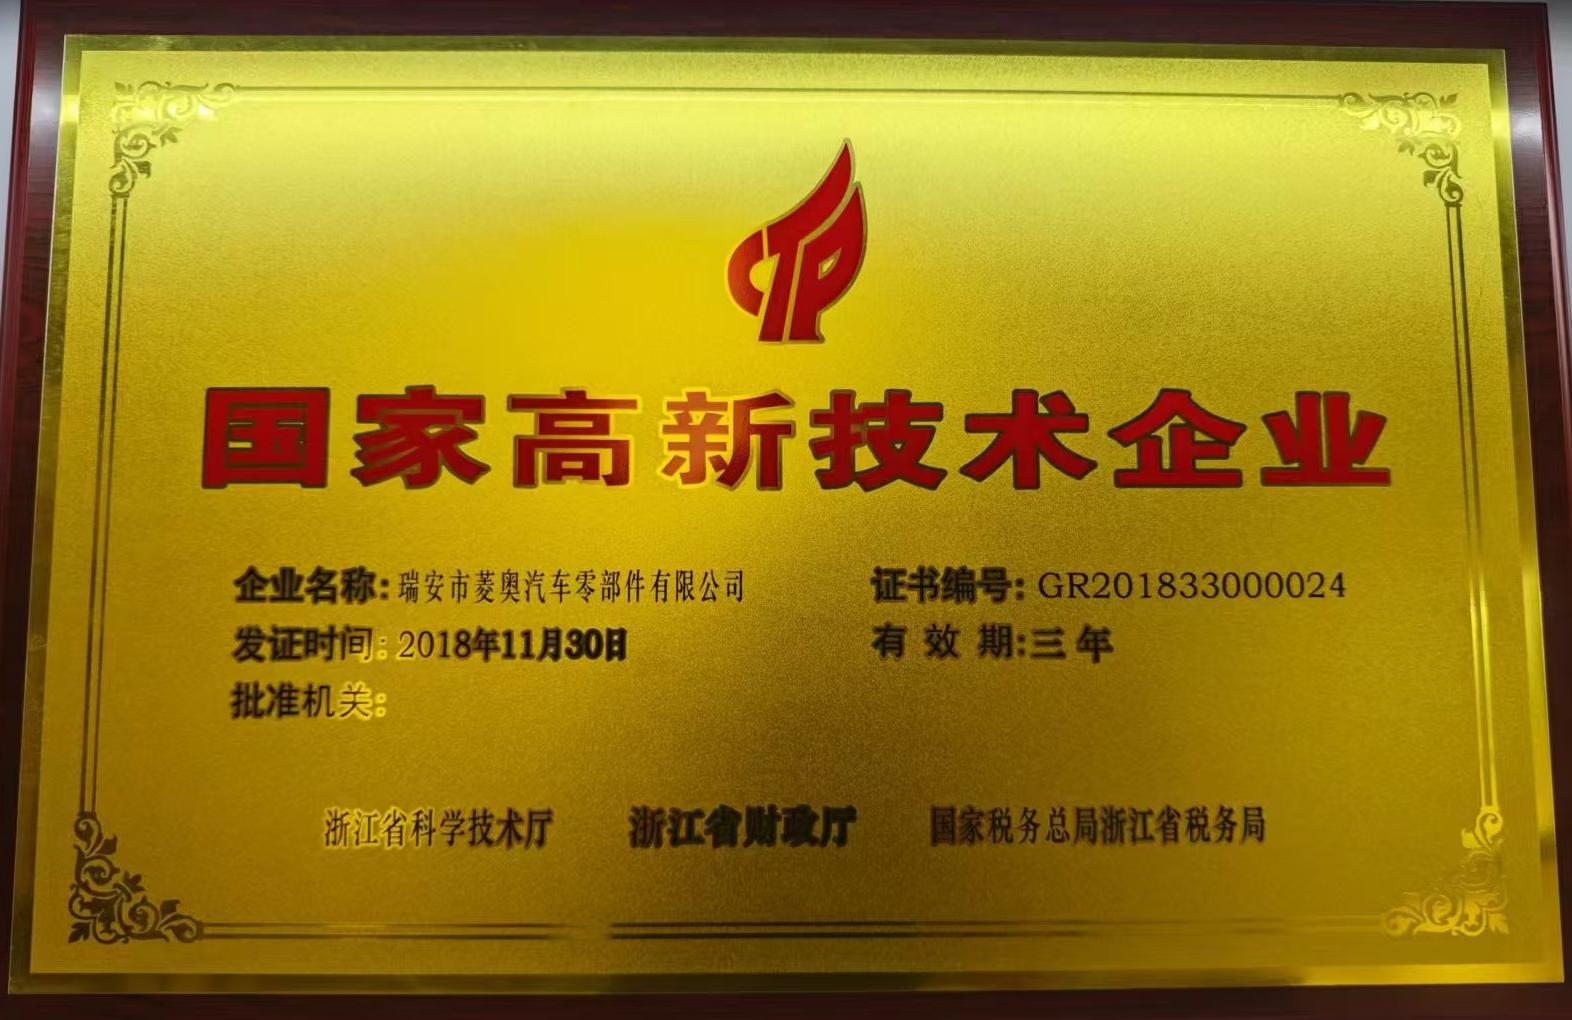 CTP
国家高新技术企业
企业名称: 瑞安市菱奥汽车零部件有限公司 证书编号: GR201833000024
发证时间: 2018年11月30日 有 效 期: 三 年
批准机关:
浙江省科学技术厅 浙江省财政厅 国家税务总局浙江省税务局